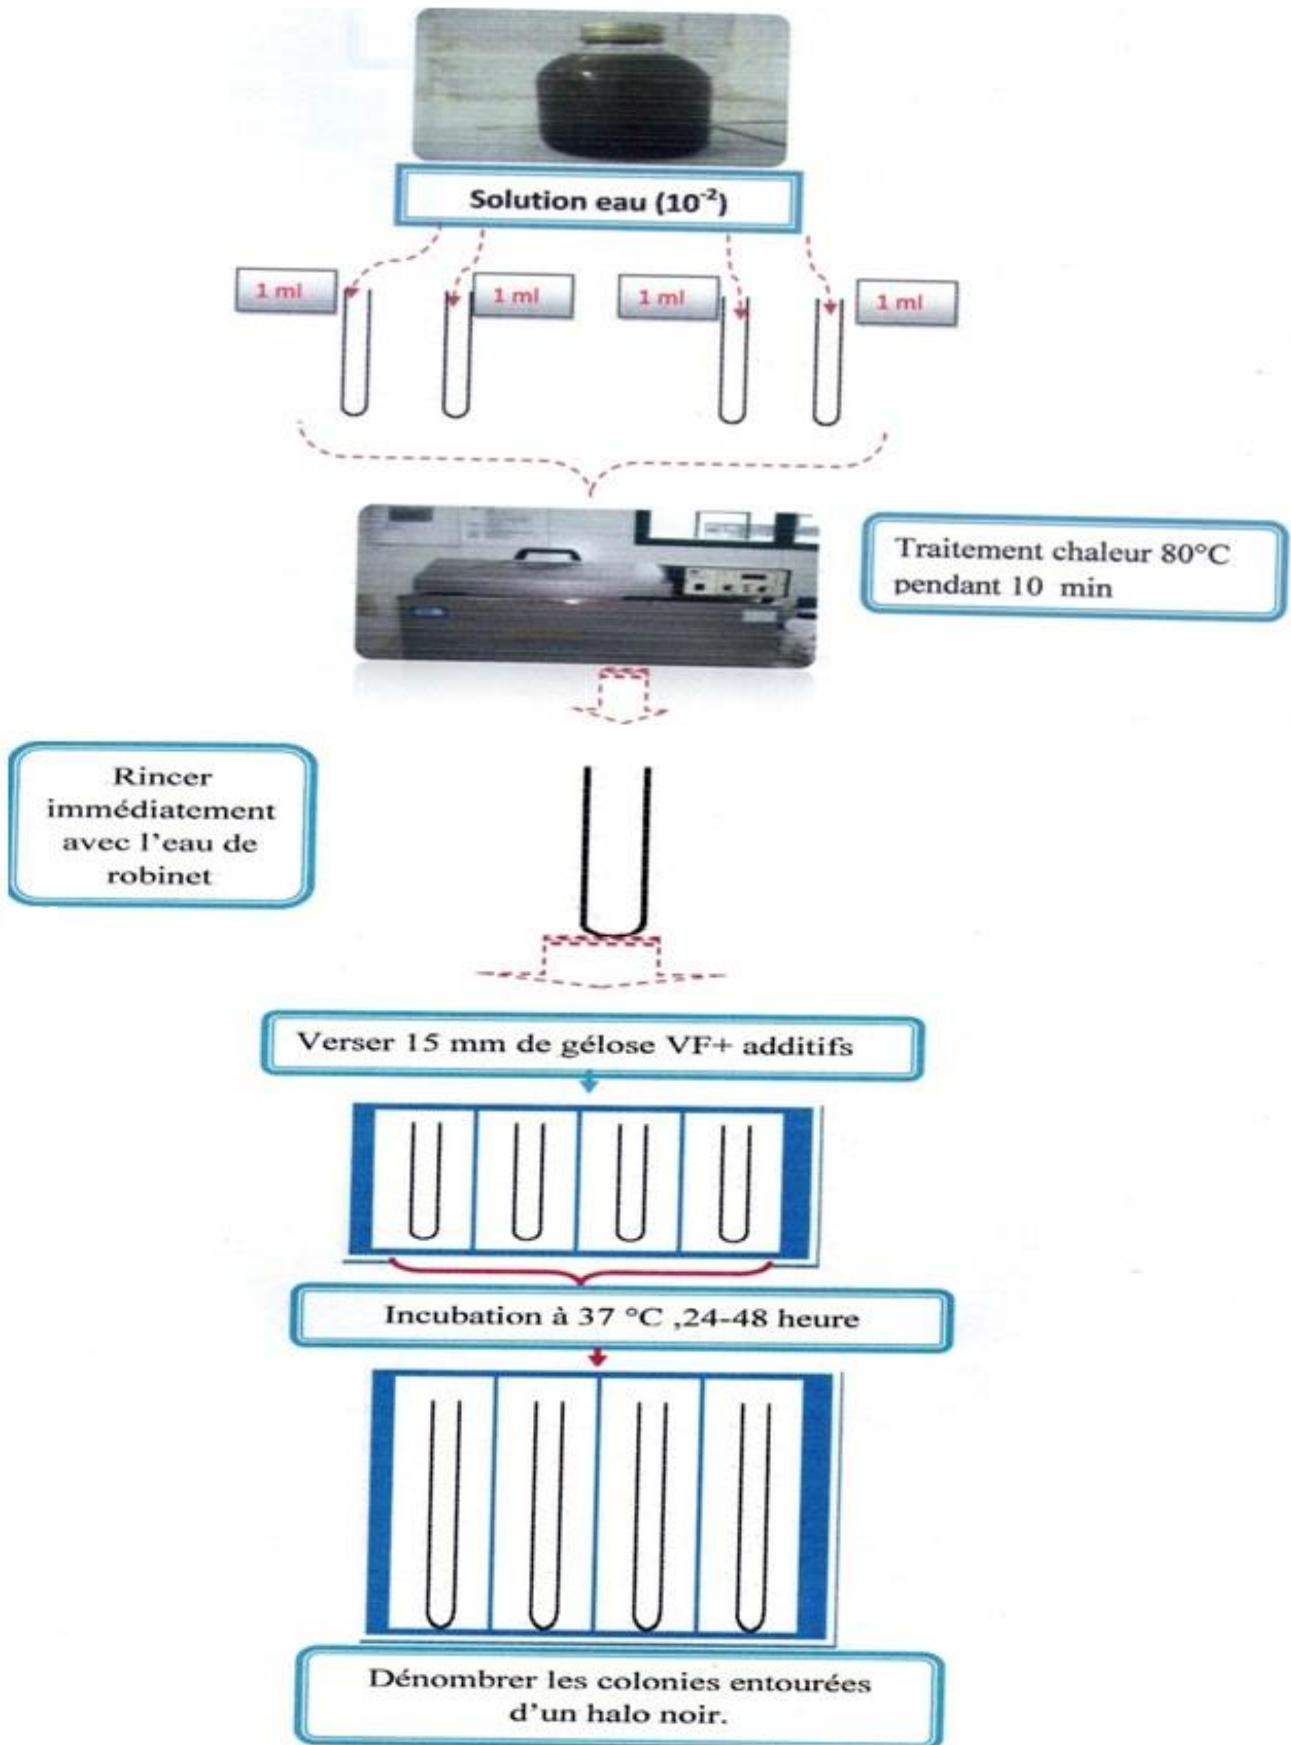 Solution eau (10⁻²)
1 ml
1 ml
1 ml
1 ml
Traitement chaleur 80°C
pendant 10 min
Rincer
immédiatement
avec l'eau de
robinet
Verser 15 mm de gélose VF+ additifs
Incubation à 37 °C ,24-48 heure
Dénombrer les colonies entourées
d'un halo noir.